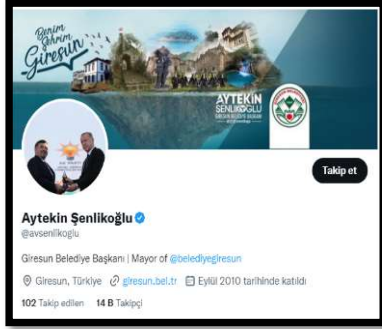 Benim
Şehrim
Giresun
AYTEKİN
ŞENLİKOĞLU
GİRESUN BELEDİYE BAŞKANI
Takip et
Aytekin Şenlikoğlu
@avsenlikoglu
Giresun Belediye Başkanı | Mayor of @belediyegiresun
Giresun, Türkiye giresun.bel.tr Eylül 2010 tarihinde katıldı
102 Takip edilen 14 B Takipçi